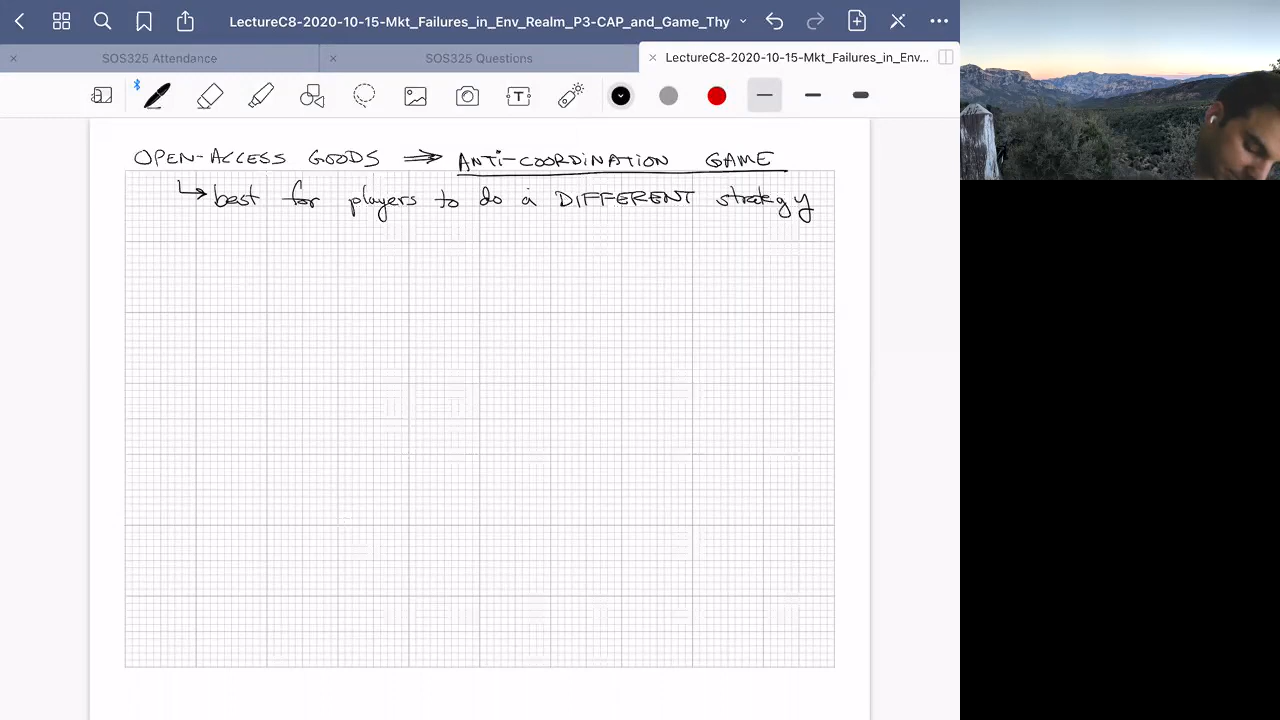 LectureC8-2020-10-15-Mkt_Failures_in_Env_Realm_P3-CAP_and_Game_Thy
SOS325 Attendance
SOS325 Questions
LectureC8-2020-10-15-Mkt_Failures_in_Env...
T
OPEN-ACCESS GOODS ⇒ ANTI-COORDINATION GAME
↳ best for players to do a DIFFERENT strategy